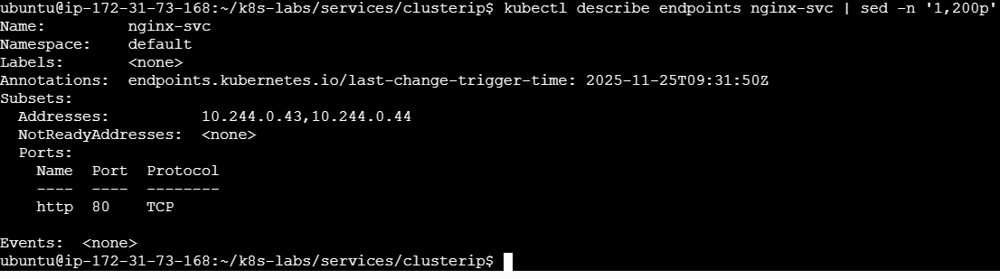 ubuntu@ip-172-31-73-168:~/k8s-labs/services/clusterip$ kubectl describe endpoints nginx-svc | sed -n '1,200p'
Name:         nginx-svc
Namespace:    default
Labels:       <none>
Annotations:  endpoints.kubernetes.io/last-change-trigger-time: 2025-11-25T09:31:50Z
Subsets:
  Addresses:          10.244.0.43,10.244.0.44
  NotReadyAddresses:  <none>
  Ports:
    Name  Port  Protocol
    ----  ----  --------
    http  80    TCP

Events:  <none>
ubuntu@ip-172-31-73-168:~/k8s-labs/services/clusterip$